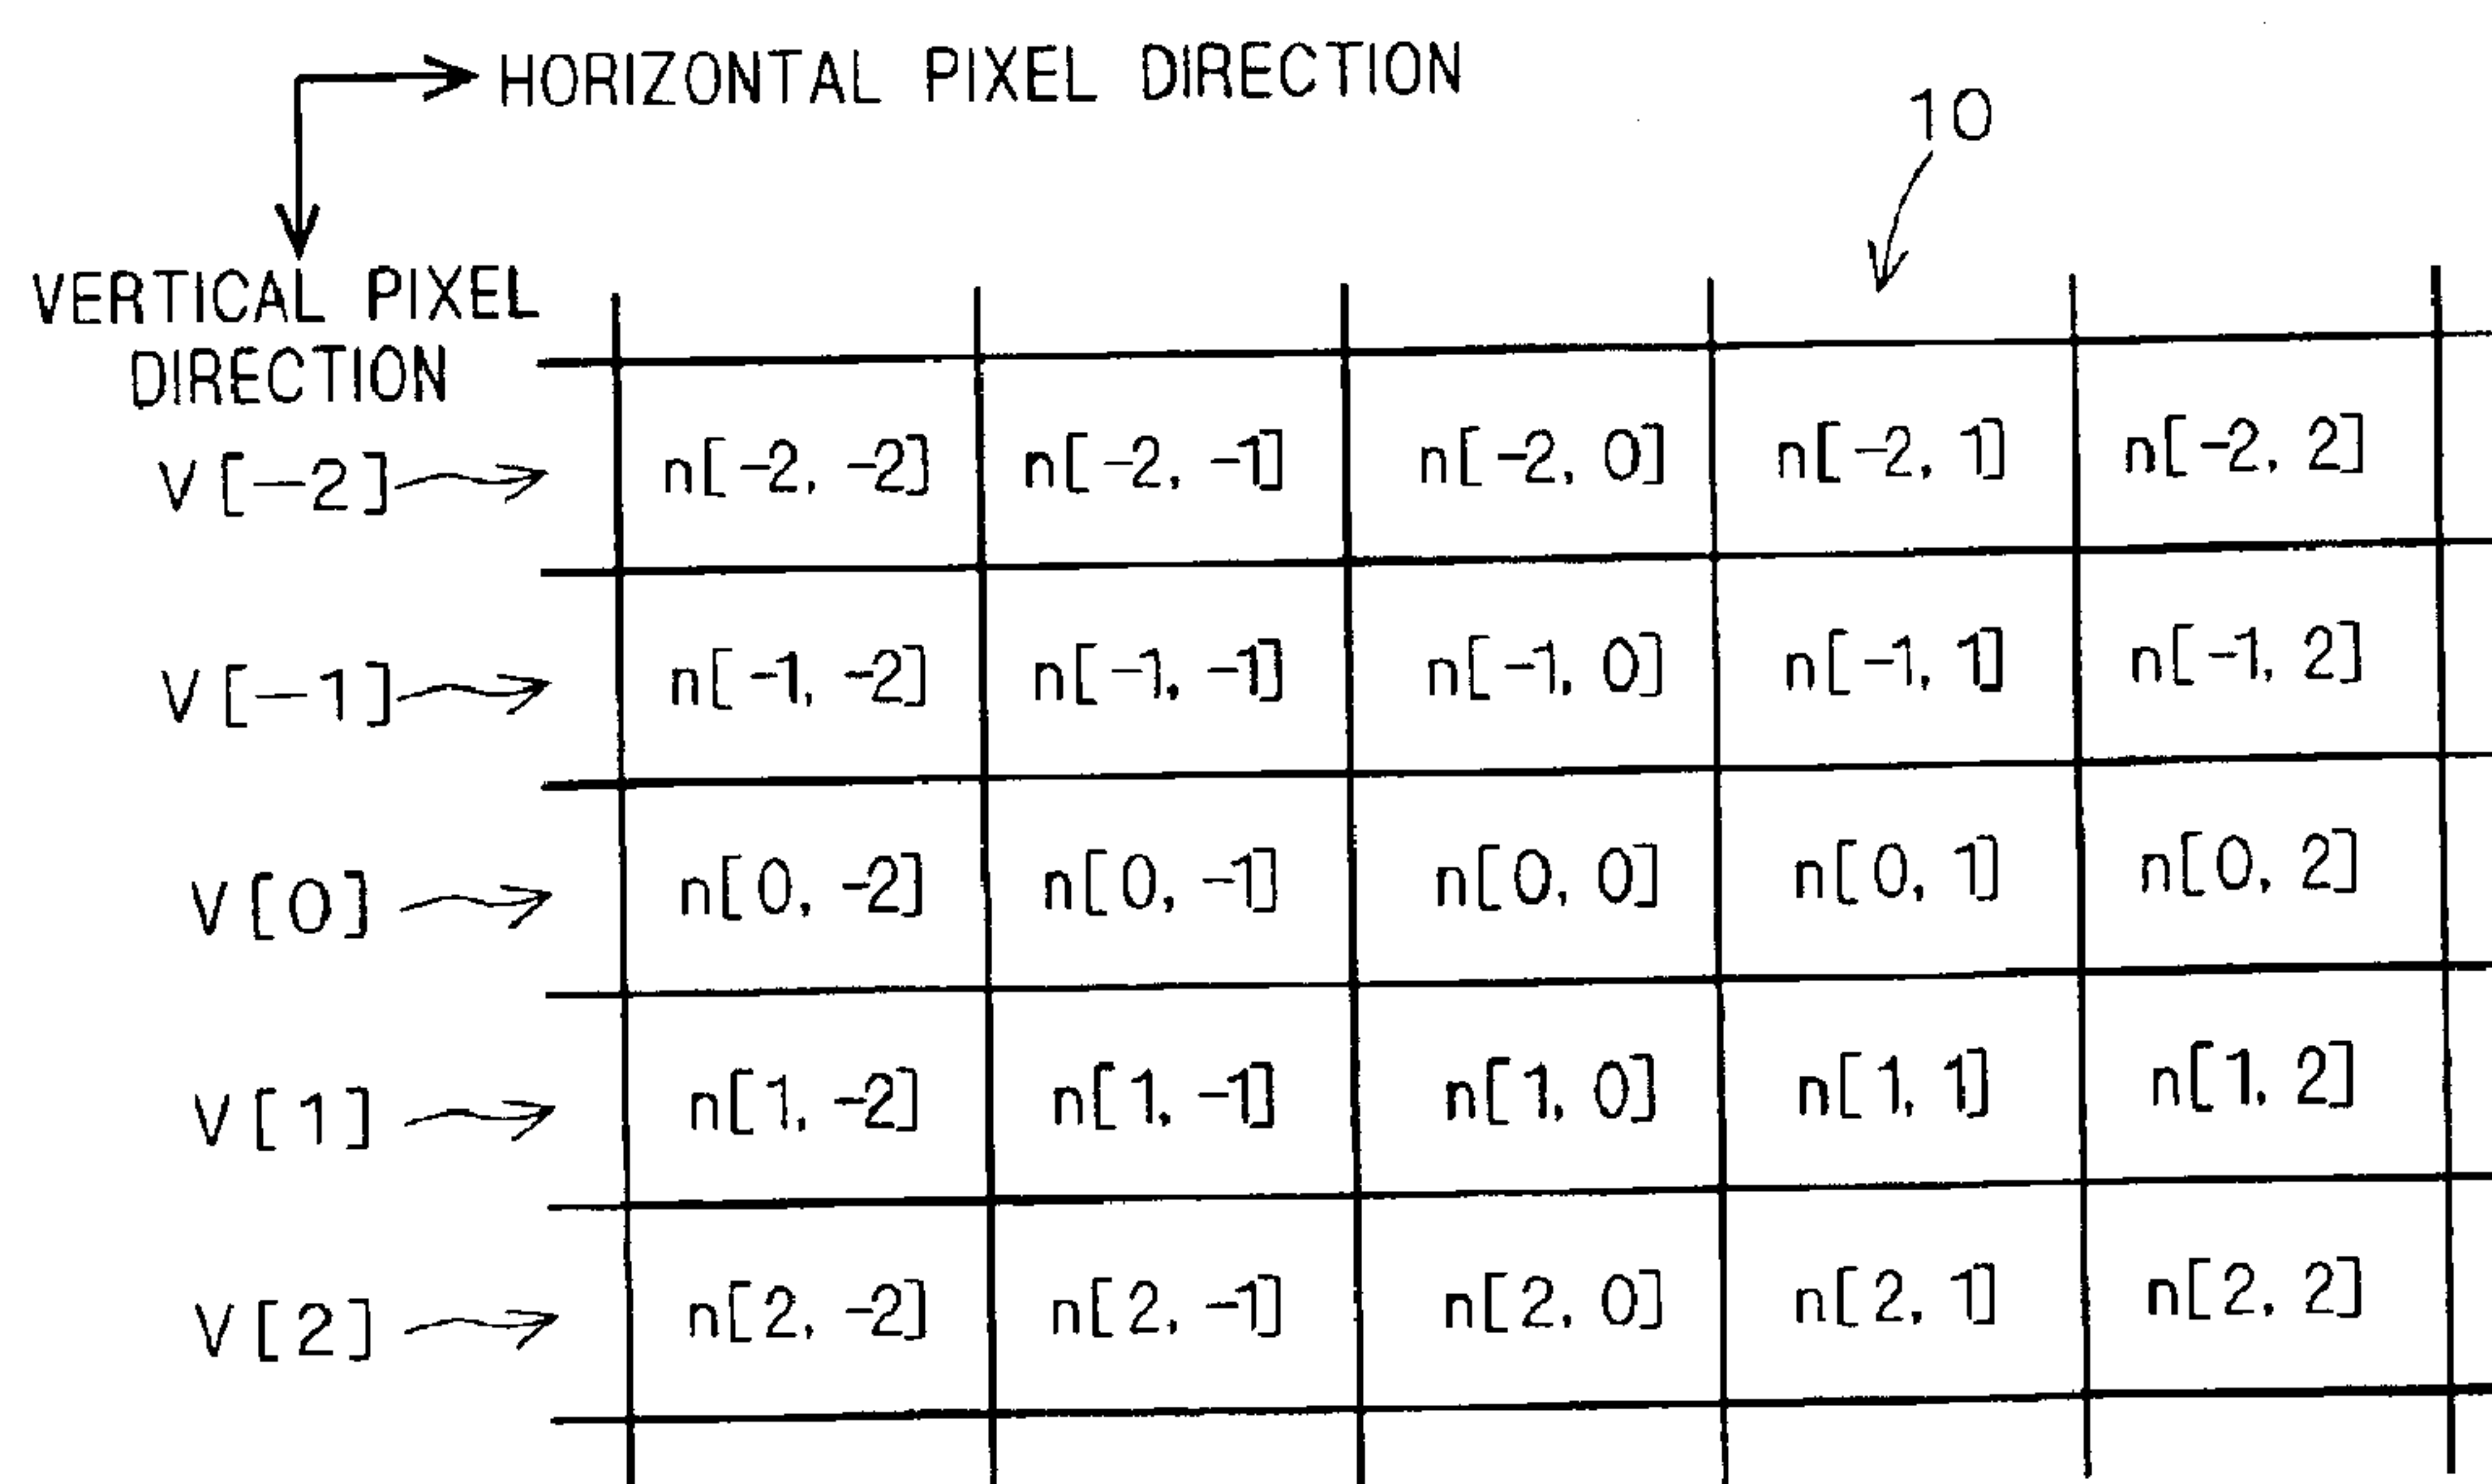 HORIZONTAL PIXEL DIRECTION
10
VERTICAL PIXEL
DIRECTION
V[-2] n[-2, -2] n[-2, -1] n[-2, 0] n[-2, 1] n[-2, 2]
V[-1] n[-1, -2] n[-1, -1] n[-1, 0] n[-1, 1] n[-1, 2]
V[0] n[0, -2] n[0, -1] n[0, 0] n[0, 1] n[0, 2]
V[1] n[1, -2] n[1, -1] n[1, 0] n[1, 1] n[1, 2]
V[2] n[2, -2] n[2, -1] n[2, 0] n[2, 1] n[2, 2]